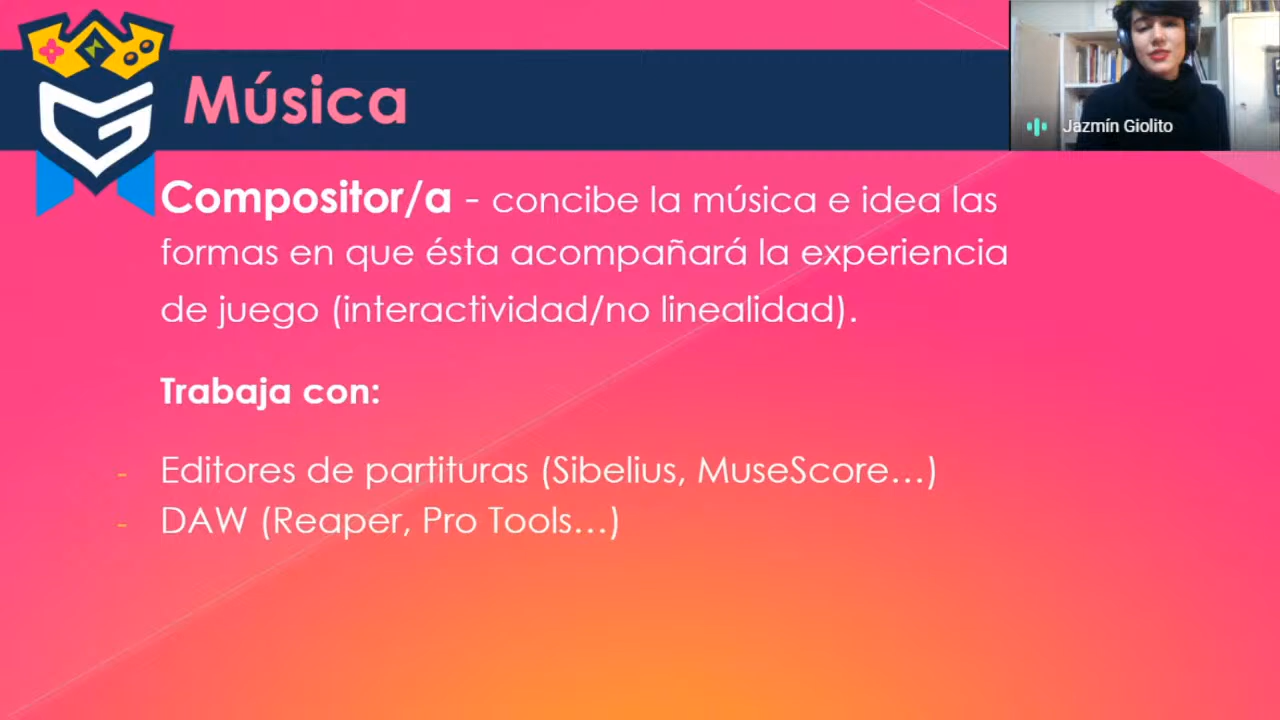 Música
Jazmín Giolito
Compositor/a - concibe la música e idea las
formas en que ésta acompañará la experiencia
de juego (interactividad/no linealidad).
Trabaja con:
- Editores de partituras (Sibelius, MuseScore...)
- DAW (Reaper, Pro Tools...)